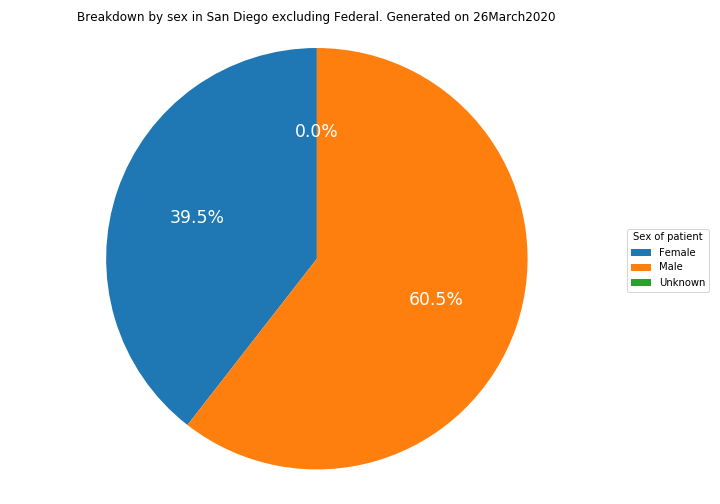 Breakdown by sex in San Diego excluding Federal. Generated on 26March2020
0.0%
39.5%
60.5%
Sex of patient
Female
Male
Unknown